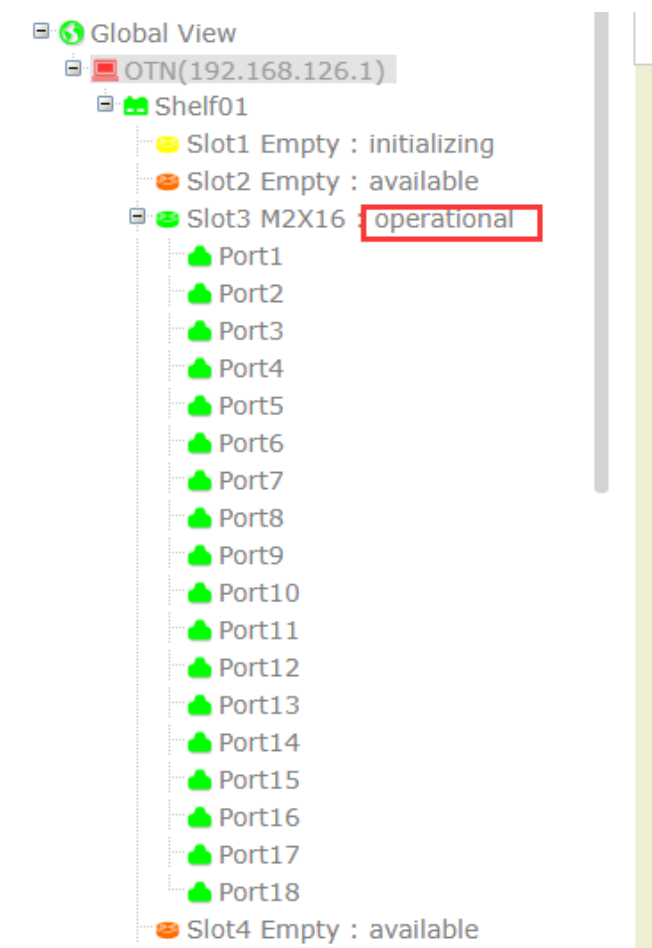 Global View
OTN(192.168.126.1)
Shelf01
Slot1 Empty : initializing
Slot2 Empty : available
Slot3 M2X16 : operational
Port1
Port2
Port3
Port4
Port5
Port6
Port7
Port8
Port9
Port10
Port11
Port12
Port13
Port14
Port15
Port16
Port17
Port18
Slot4 Empty : available